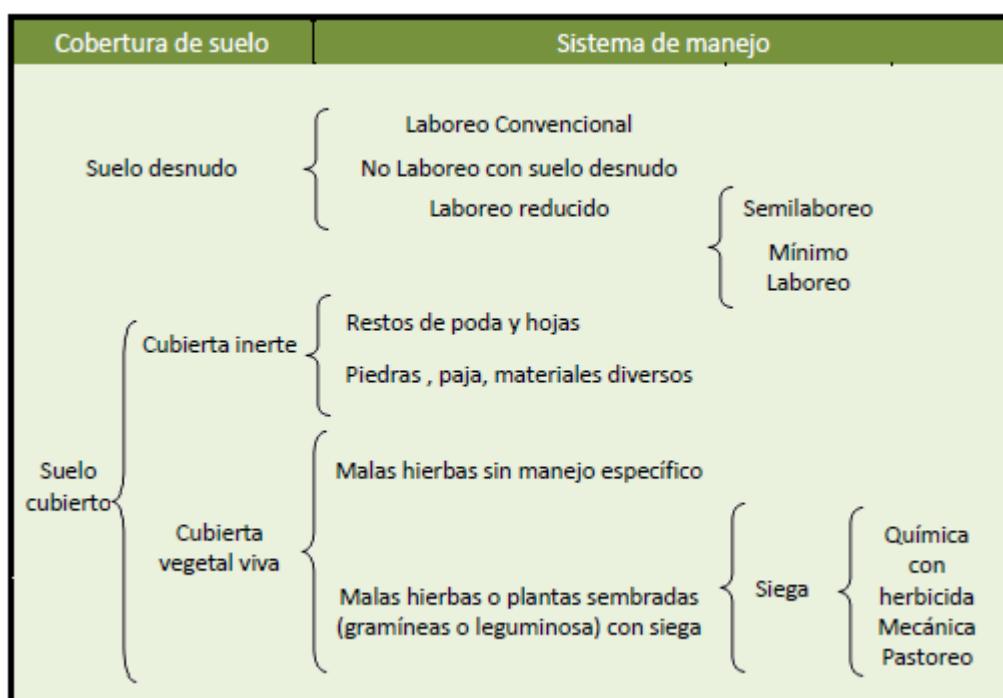 Cobertura de suelo
Sistema de manejo
Suelo desnudo
Laboreo Convencional
No Laboreo con suelo desnudo
Laboreo reducido
Semilaboreo
Mínimo
Laboreo
Suelo
cubierto
Cubierta inerte
Restos de poda y hojas
Piedras , paja, materiales diversos
Cubierta
vegetal viva
Malas hierbas sin manejo específico
Malas hierbas o plantas sembradas
(gramíneas o leguminosa) con siega
Siega
Química
con
herbicida
Mecánica
Pastoreo